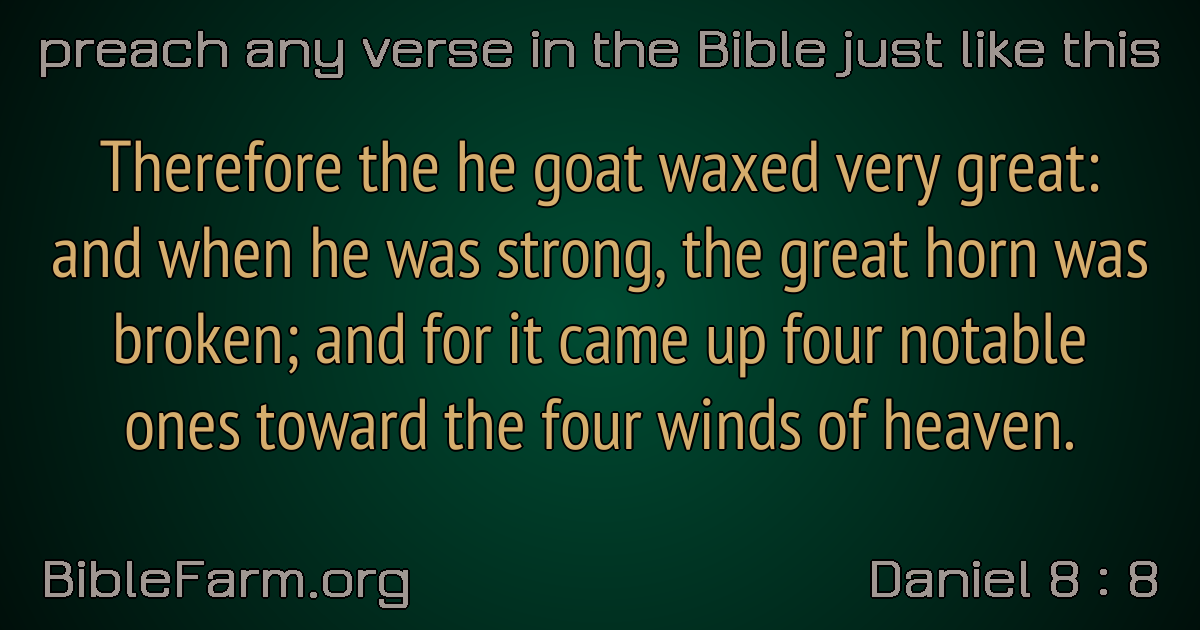 preach any verse in the Bible just like this
Therefore the he goat waxed very great:
and when he was strong, the great horn was
broken; and for it came up four notable
ones toward the four winds of heaven.
BibleFarm.org
Daniel 8 : 8